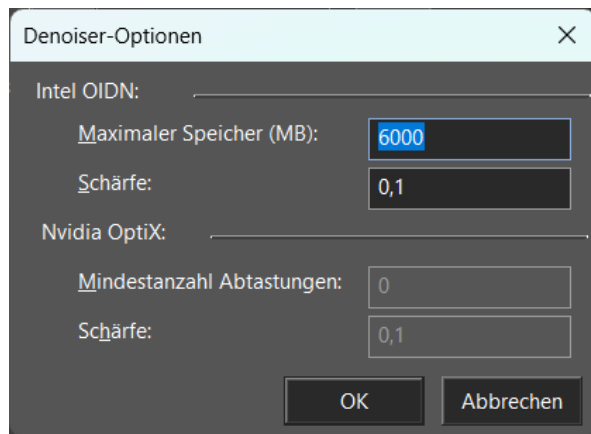 Denoiser-Optionen
Intel OIDN:
Maximaler Speicher (MB): 6000
Schärfe: 0,1
Nvidia OptiX:
Mindestanzahl Abtastungen: 0
Schärfe: 0,1
OK Abbrechen